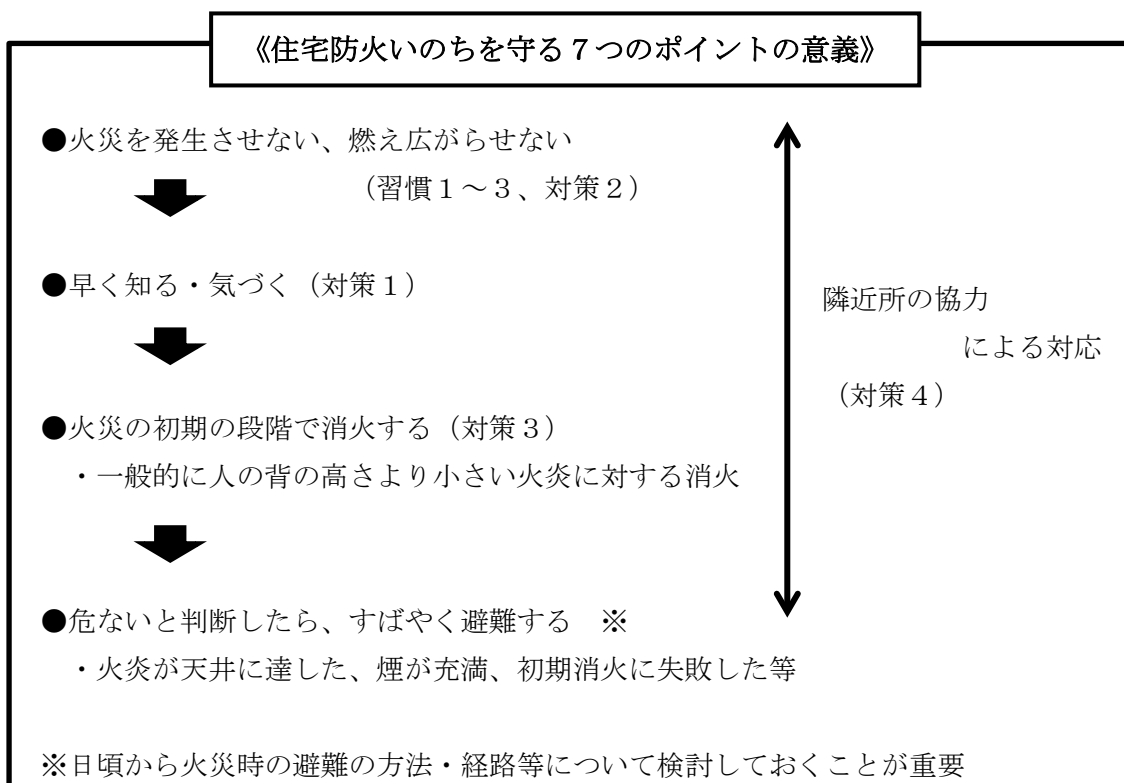 《住宅防火いのちを守る７つのポイントの意義》
●火災を発生させない、燃え広がらせない
（習慣１～３、対策２）
●早く知る・気づく（対策１）
●火災の初期の段階で消火する（対策３）
・一般的に人の背の高さより小さい火炎に対する消火
●危ないと判断したら、すばやく避難する　※
・火炎が天井に達した、煙が充満、初期消火に失敗した等
隣近所の協力
による対応
（対策４）
※日頃から火災時の避難の方法・経路等について検討しておくことが重要